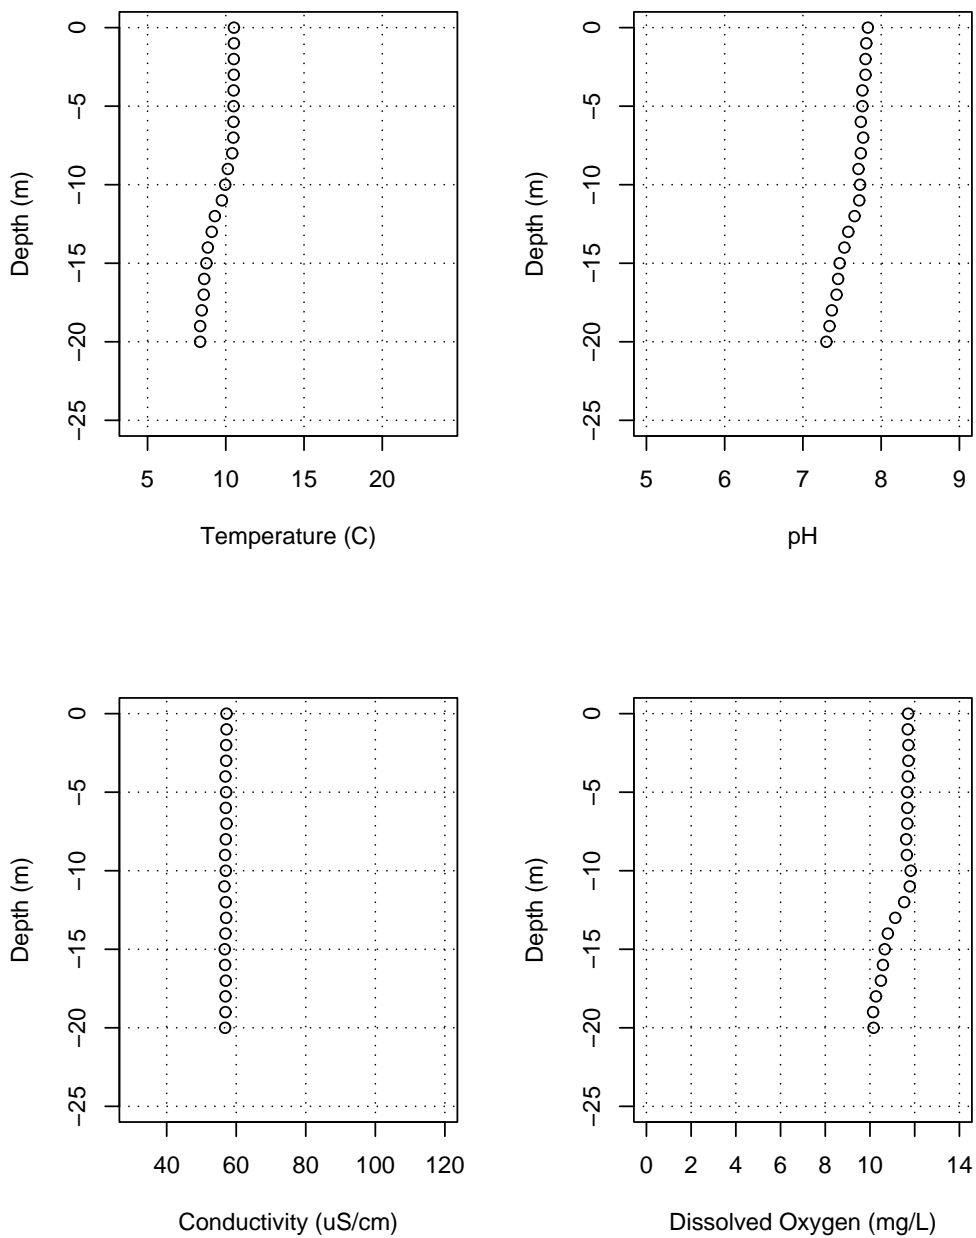 0
−5
−10
−15
−20
−25
Depth (m)
5 10 15 20
Temperature (C)
0
−5
−10
−15
−20
−25
Depth (m)
5 6 7 8 9
pH
0
−5
−10
−15
−20
−25
Depth (m)
40 60 80 100 120
Conductivity (uS/cm)
0
−5
−10
−15
−20
−25
Depth (m)
0 2 4 6 8 10 14
Dissolved Oxygen (mg/L)